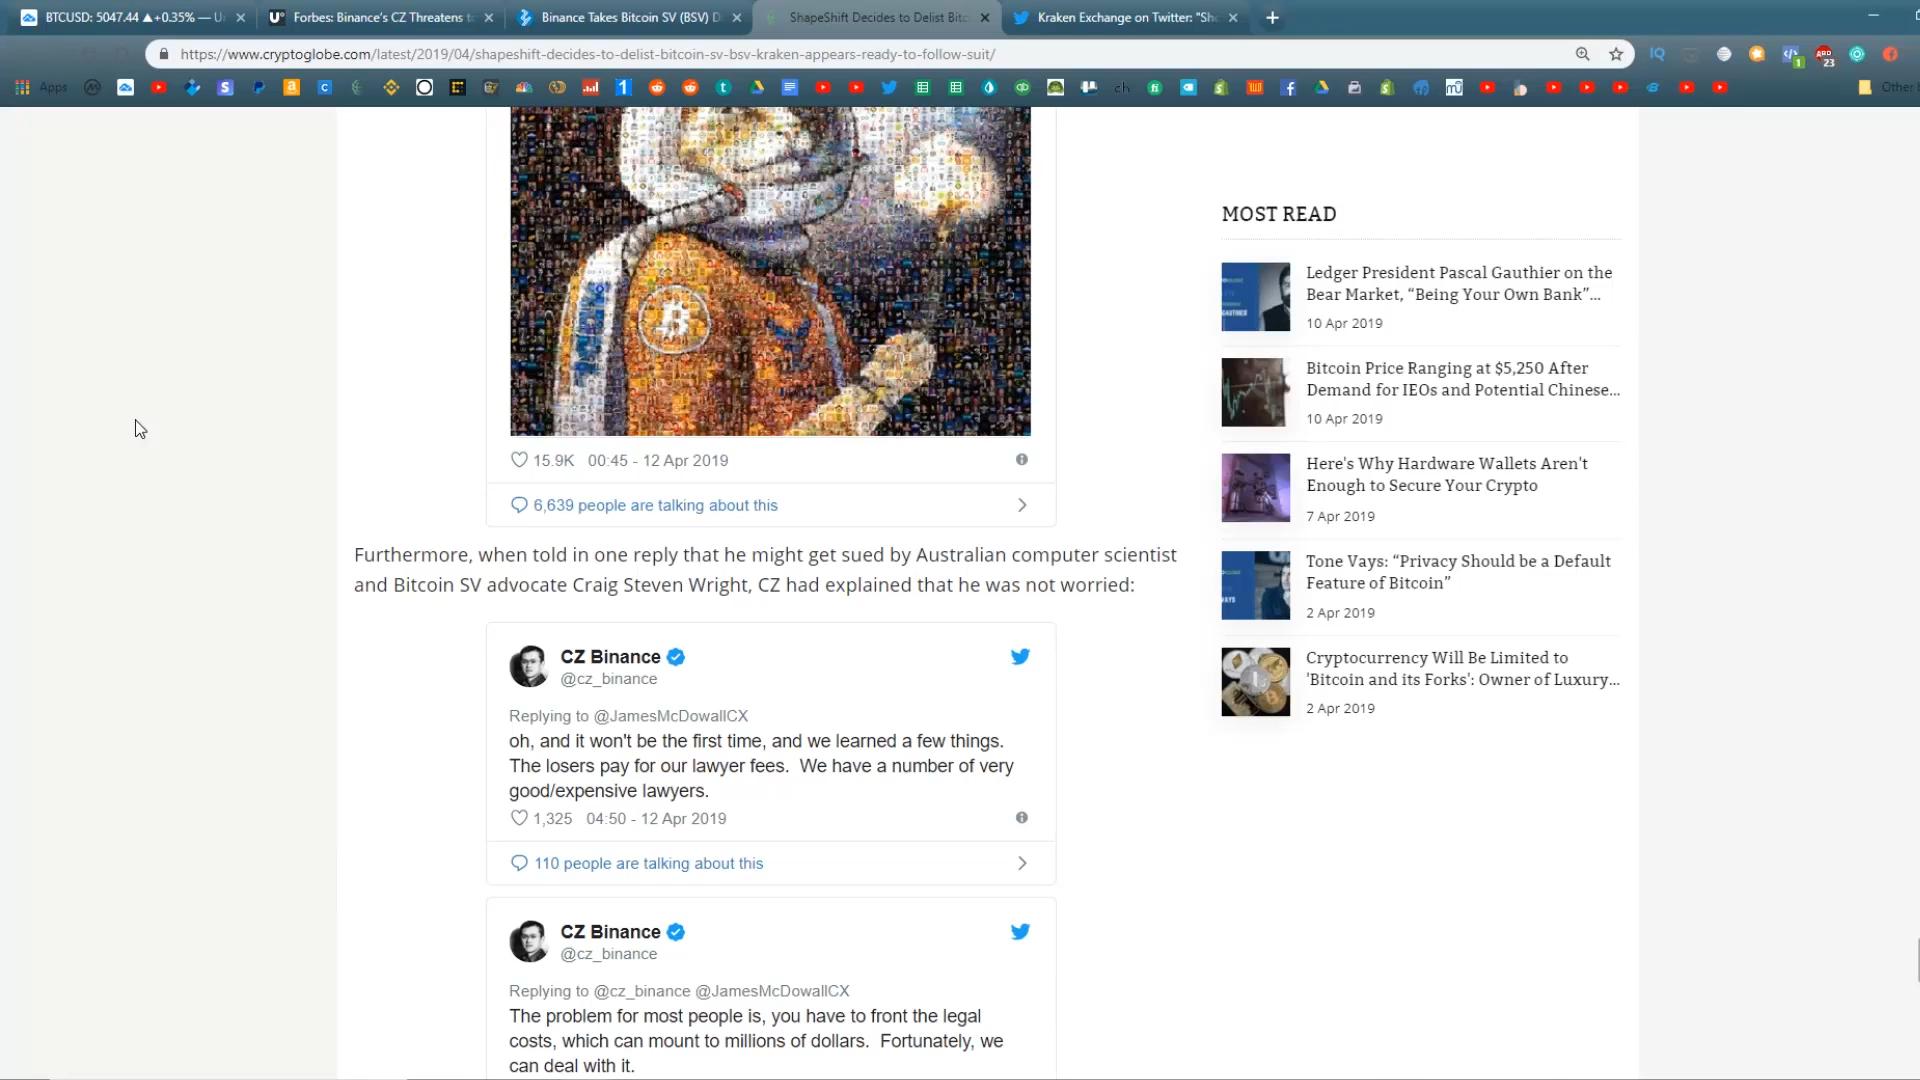 BTCUSD: 5047.44 ▲+0.35% — U
Forbes: Binance's CZ Threatens to
Binance Takes Bitcoin SV (BSV) D
ShapeShift Decides to Delist Bitc
Kraken Exchange on Twitter: "Sh
https://www.cryptoglobe.com/latest/2019/04/shapeshift-decides-to-delist-bitcoin-sv-bsv-kraken-appears-ready-to-follow-suit/
Apps
Other
15.9K 00:45 - 12 Apr 2019
6,639 people are talking about this
Furthermore, when told in one reply that he might get sued by Australian computer scientist
and Bitcoin SV advocate Craig Steven Wright, CZ had explained that he was not worried:
CZ Binance
@cz_binance
Replying to @JamesMcDowallCX
oh, and it won't be the first time, and we learned a few things.
The losers pay for our lawyer fees. We have a number of very
good/expensive lawyers.
1,325 04:50 - 12 Apr 2019
110 people are talking about this
CZ Binance
@cz_binance
Replying to @cz_binance @JamesMcDowallCX
The problem for most people is, you have to front the legal
costs, which can mount to millions of dollars. Fortunately, we
can deal with it.
MOST READ
Ledger President Pascal Gauthier on the
Bear Market, “Being Your Own Bank”...
10 Apr 2019
Bitcoin Price Ranging at $5,250 After
Demand for IEOs and Potential Chinese...
10 Apr 2019
Here's Why Hardware Wallets Aren't
Enough to Secure Your Crypto
7 Apr 2019
Tone Vays: “Privacy Should be a Default
Feature of Bitcoin”
2 Apr 2019
Cryptocurrency Will Be Limited to
'Bitcoin and its Forks': Owner of Luxury...
2 Apr 2019